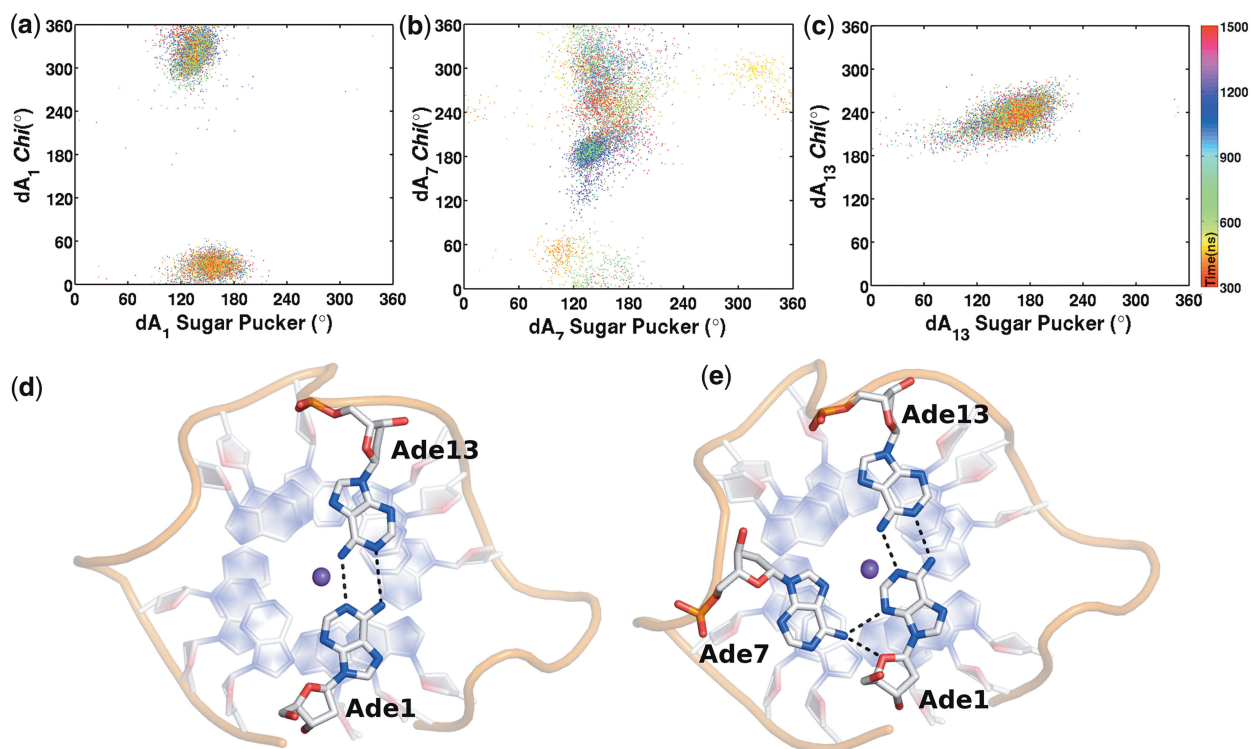 (a)
360
300
240
180
120
60
0
dA1 Chi(°)
0 60 120 180 240 300 360
dA1 Sugar Pucker (°)
(b)
360
300
240
180
120
60
0
dA7 Chi(°)
0 60 120 180 240 300 360
dA7 Sugar Pucker (°)
(c)
360
300
240
180
120
60
0
dA13 Chi(°)
0 60 120 180 240 300 360
dA13 Sugar Pucker (°)
1500
1200
900
600
300
Time(ns)
(d)
Ade13
Ade1
(e)
Ade13
Ade7
Ade1